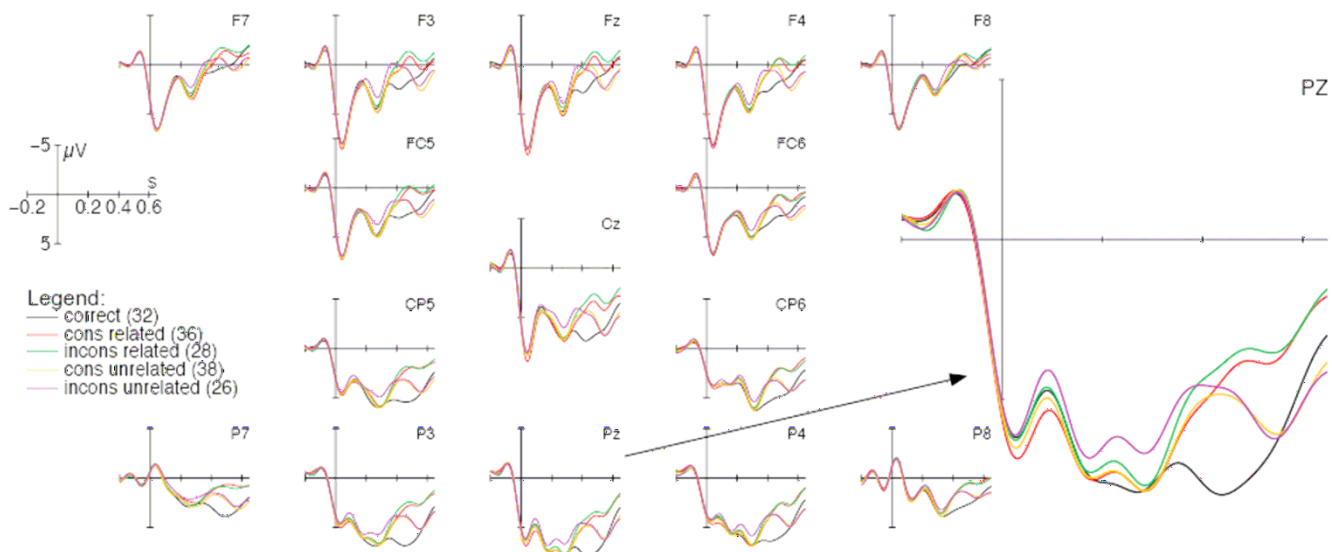 F7
F3
Fz
F4
F8
PZ
FC5
FC6
-5
µV
s
-0.2
0.2 0.4 0.6
5
Cz
Legend:
correct (32)
cons related (36)
incons related (28)
cons unrelated (38)
incons unrelated (26)
CP5
CP6
P7
P3
Pz
P4
P8